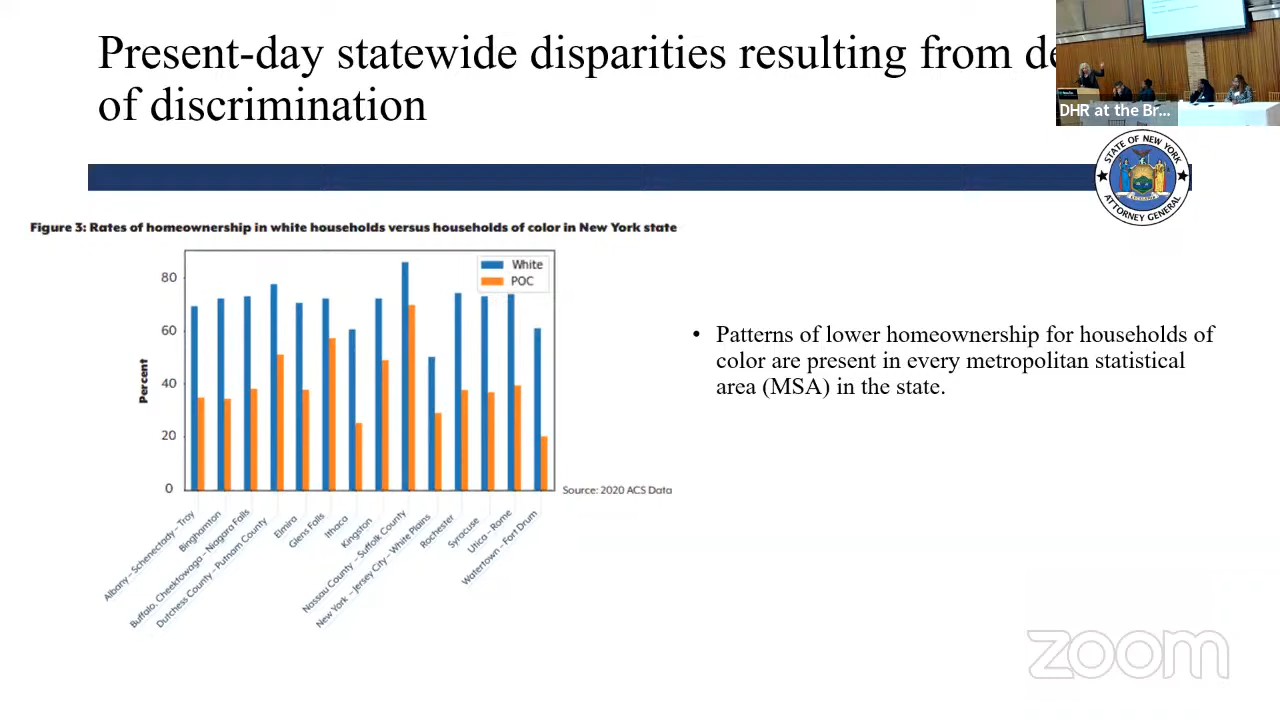 Present-day statewide disparities resulting from de
of discrimination
DHR at the Br...
STATE OF NEW YORK
ATTORNEY GENERAL
Figure 3: Rates of homeownership in white households versus households of color in New York state
White
POC
80
60
40
20
0
Percent
Source: 2020 ACS Data
Albany – Schenectady – Troy
Binghamton
Buffalo, Cheektowaga – Niagara Falls
Dutchess County – Putnam County
Elmira
Glens Falls
Ithaca
Kingston
Nassau County – Suffolk County
New York – Jersey City – White Plains
Rochester
Syracuse
Utica – Rome
Watertown – Fort Drum
• Patterns of lower homeownership for households of
color are present in every metropolitan statistical
area (MSA) in the state.
zoom